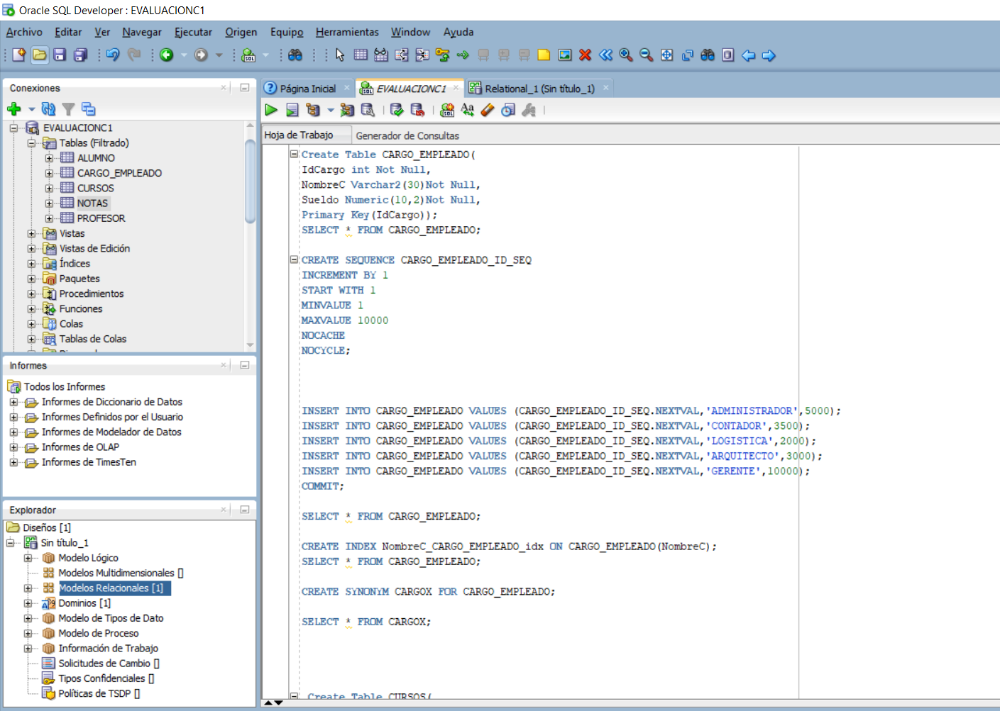 Oracle SQL Developer : EVALUACIONC1
Archivo Editar Ver Navegar Ejecutar Origen Equipo Herramientas Window Ayuda
Conexiones
EVALUACIONC1
Tablas (Filtrado)
ALUMNO
CARGO_EMPLEADO
CURSOS
NOTAS
PROFESOR
Vistas
Vistas de Edición
Índices
Paquetes
Procedimientos
Funciones
Colas
Tablas de Colas
Informes
Todos los Informes
Informes de Diccionario de Datos
Informes Definidos por el Usuario
Informes de Modelador de Datos
Informes de OLAP
Informes de TimesTen
Explorador
Diseños [1]
Sin título_1
Modelo Lógico
Modelos Multidimensionales []
Modelos Relacionales [1]
Dominios [1]
Modelo de Tipos de Dato
Modelo de Proceso
Información de Trabajo
Solicitudes de Cambio []
Tipos Confidenciales []
Políticas de TSDP []
Página Inicial EVALUACIONC1 Relational_1 (Sin título_1)
Hoja de Trabajo Generador de Consultas
Create Table CARGO_EMPLEADO(
IdCargo int Not Null,
NombreC Varchar2(30)Not Null,
Sueldo Numeric(10,2)Not Null,
Primary Key(IdCargo));
SELECT * FROM CARGO_EMPLEADO;
CREATE SEQUENCE CARGO_EMPLEADO_ID_SEQ
INCREMENT BY 1
START WITH 1
MINVALUE 1
MAXVALUE 10000
NOCACHE
NOCYCLE;
INSERT INTO CARGO_EMPLEADO VALUES (CARGO_EMPLEADO_ID_SEQ.NEXTVAL,'ADMINISTRADOR',5000);
INSERT INTO CARGO_EMPLEADO VALUES (CARGO_EMPLEADO_ID_SEQ.NEXTVAL,'CONTADOR',3500);
INSERT INTO CARGO_EMPLEADO VALUES (CARGO_EMPLEADO_ID_SEQ.NEXTVAL,'LOGISTICA',2000);
INSERT INTO CARGO_EMPLEADO VALUES (CARGO_EMPLEADO_ID_SEQ.NEXTVAL,'ARQUITECTO',3000);
INSERT INTO CARGO_EMPLEADO VALUES (CARGO_EMPLEADO_ID_SEQ.NEXTVAL,'GERENTE',10000);
COMMIT;
SELECT * FROM CARGO_EMPLEADO;
CREATE INDEX NombreC_CARGO_EMPLEADO_idx ON CARGO_EMPLEADO(NombreC);
SELECT * FROM CARGO_EMPLEADO;
CREATE SYNONYM CARGOX FOR CARGO_EMPLEADO;
SELECT * FROM CARGOX;
Create Table CURSOS(